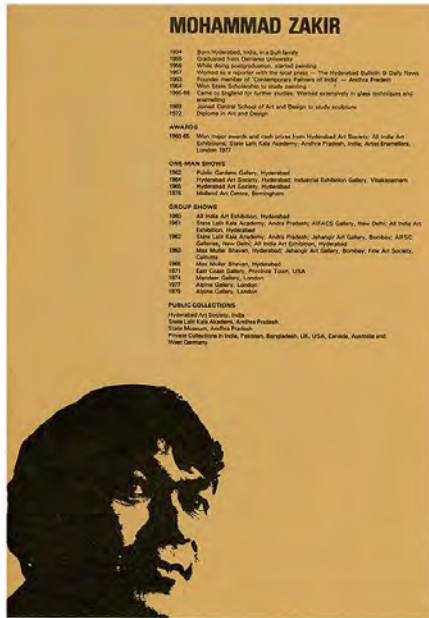 MOHAMMAD ZAKIR
1934 Born Hyderabad, India, in a Sufi family
1955 Graduated from Osmania University
1956 While doing postgraduation, started painting
1957 Worked as a reporter with the local press — The Hyderabad Bulletin & Daily News
1963 Founder member of 'Contemporary Painters of India' — Andhra Pradesh
1964 Won State Scholarship to study painting
Came to England for further studies. Worked extensively in glass techniques and
enamelling
1969 Joined Central School of Art and Design to study sculpture
1972 Diploma in Art and Design
AWARDS
1960-65 Won major awards and cash prizes from Hyderabad Art Society; All India Art
Exhibitions; State Lalit Kala Academy, Andhra Pradesh, India; Artist Enamellers,
London 1977
ONE-MAN SHOWS
1962 Public Gardens Gallery, Hyderabad
1964 Hyderabad Art Society, Hyderabad; Industrial Exhibition Gallery, Visakapatnam
1965 Hyderabad Art Society, Hyderabad
1976 Midland Art Centre, Birmingham
GROUP SHOWS
1960 All India Art Exhibition, Hyderabad
1961 State Lalit Kala Academy, Andra Pradesh; AIFACS Gallery, New Delhi; All India Art
Exhibition, Hyderabad
1962 State Lalit Kala Academy, Andra Pradesh; Jehangir Art Gallery, Bombay; AIFSC
Galleries, New Delhi; All India Art Exhibition, Hyderabad
Max Muller Bhavan, Hyderabad; Jehangir Art Gallery, Bombay; Fine Art Society,
Calcutta
Max Muller Bhavan, Hyderabad
1971 East Coast Gallery, Province Town, USA
1974 Mandeer Gallery, London
1977 Alpine Gallery, London
1979 Alpine Gallery, London
PUBLIC COLLECTIONS
Hyderabad Art Society, India
State Lalit Kala Akademi, Andhra Pradesh
State Museum, Andhra Pradesh
Private Collections in India, Pakistan, Bangladesh, UK, USA, Canada, Australia and
West Germany